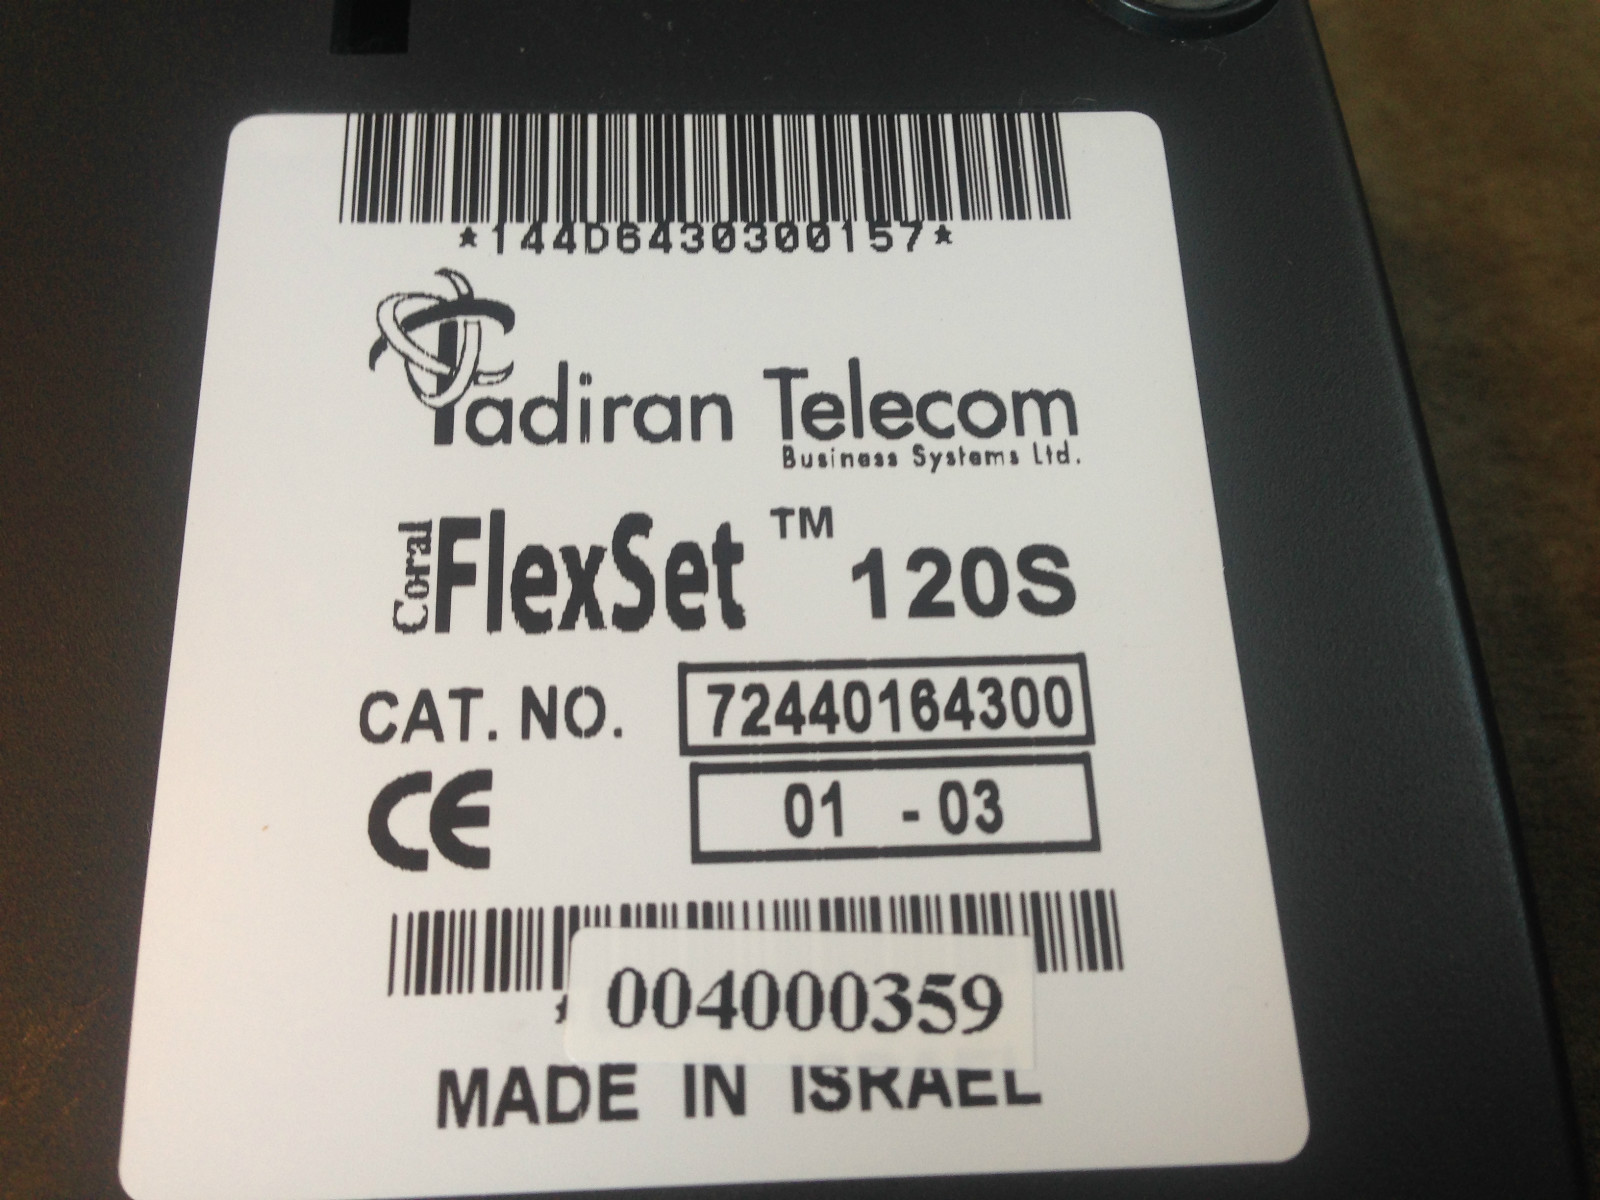 *144D6430300157*
Tadiran Telecom
Business Systems Ltd.
Coral FlexSet™ 120S
CAT. NO. 72440164300
CE 01 - 03
*
004000359
MADE IN ISRAEL